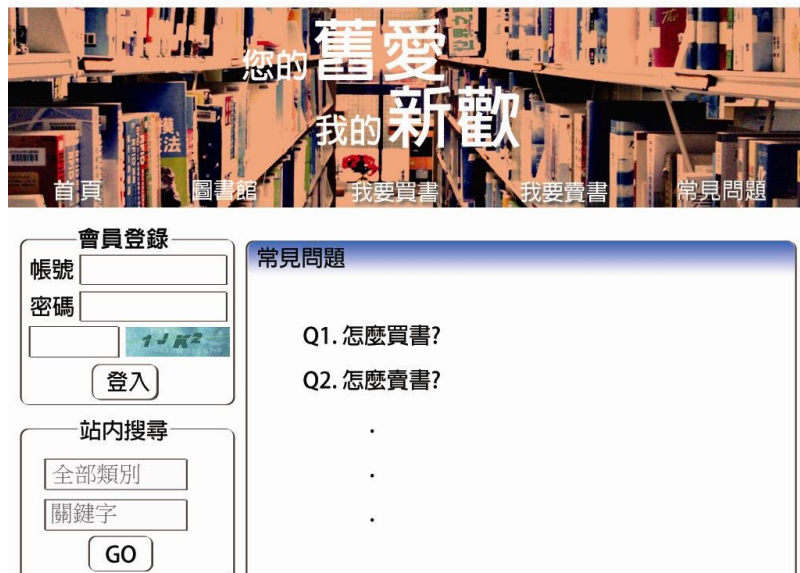 您的舊愛
我的新歡
首頁 圖書館 我要買書 我要賣書 常見問題
會員登錄
帳號
密碼
1JK2
登入
站內搜尋
全部類別
關鍵字
GO
常見問題
Q1. 怎麼買書?
Q2. 怎麼賣書?
.
.
.